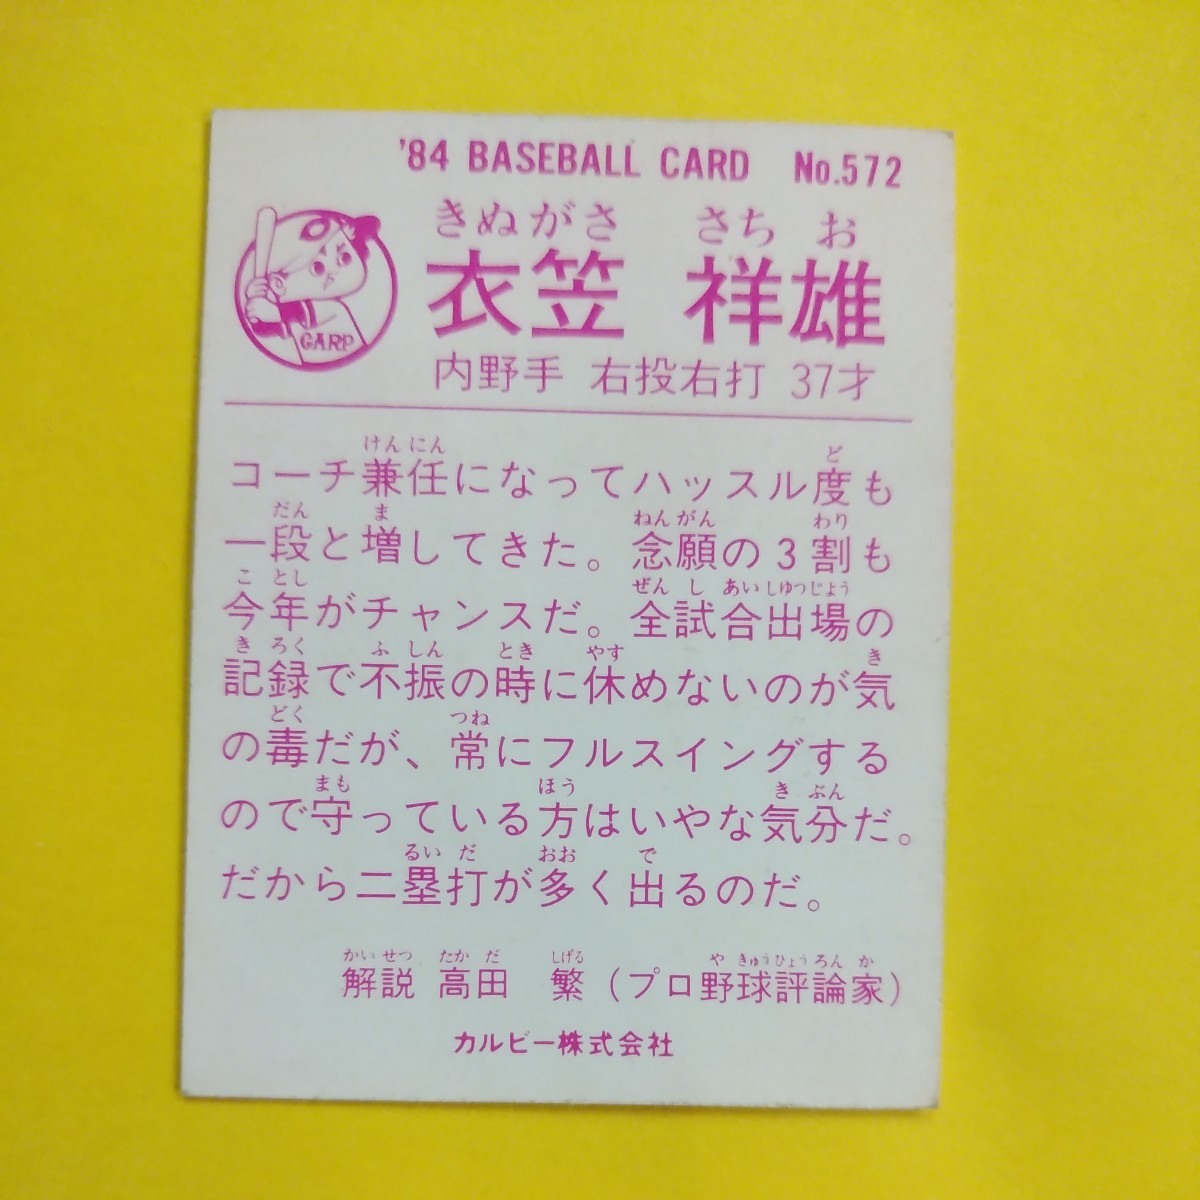 '84 BASEBALL CARD No.572
きぬがさ さちお
衣笠 祥雄
CARP
内野手 右投右打 37才
けんにん ど
コーチ兼任になってハッスル度も
だん ま ねんがん わり
一段と増してきた。念願の3割も
ことし ぜんしあいしゅつじょう
今年がチャンスだ。全試合出場の
きろく ふしん とき やす き
記録で不振の時に休めないのが気
どく つね
の毒だが、常にフルスイングする
まも ほう きぶん
ので守っている方はいやな気分だ。
るいだ おお で
だから二塁打が多く出るのだ。
かいせつ たかだ しげる やきゅうひょうろんか
解説 高田 繁(プロ野球評論家)
カルビー株式会社